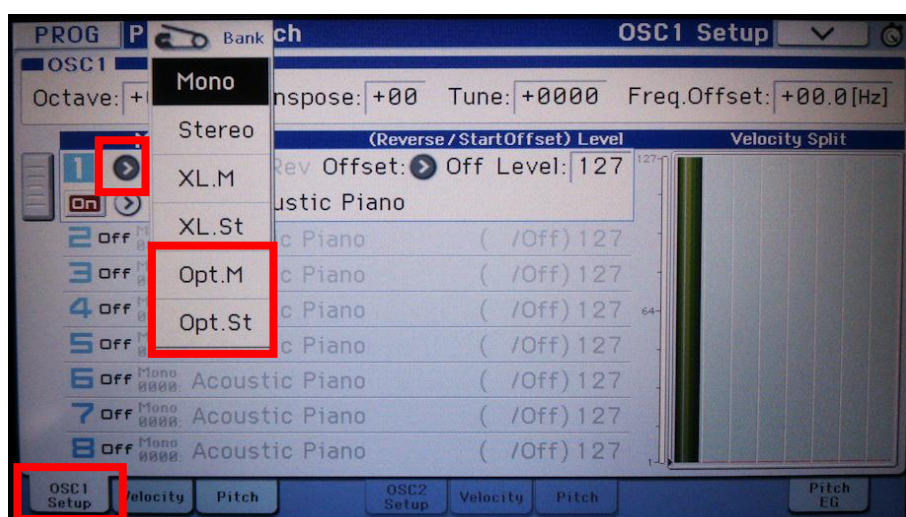 PROG P Bank ch OSC1 Setup
OSC1
Octave: + nspose: +00 Tune: +0000 Freq.Offset: +00.0[Hz]
Mono
Stereo
XL.M
XL.St
Opt.M
Opt.St
(Reverse/StartOffset) Level Velocity Split
1 Rev Offset: Off Level: 127 127
On ustic Piano
2 Off c Piano ( /Off) 127
3 Off c Piano ( /Off) 127
4 Off c Piano ( /Off) 127 64
5 Off c Piano ( /Off) 127
6 Off Mono 0000: Acoustic Piano ( /Off) 127
7 Off Mono 0000: Acoustic Piano ( /Off) 127
8 Off Mono 0000: Acoustic Piano ( /Off) 127 1
OSC1 Setup Velocity Pitch OSC2 Setup Velocity Pitch Pitch EG